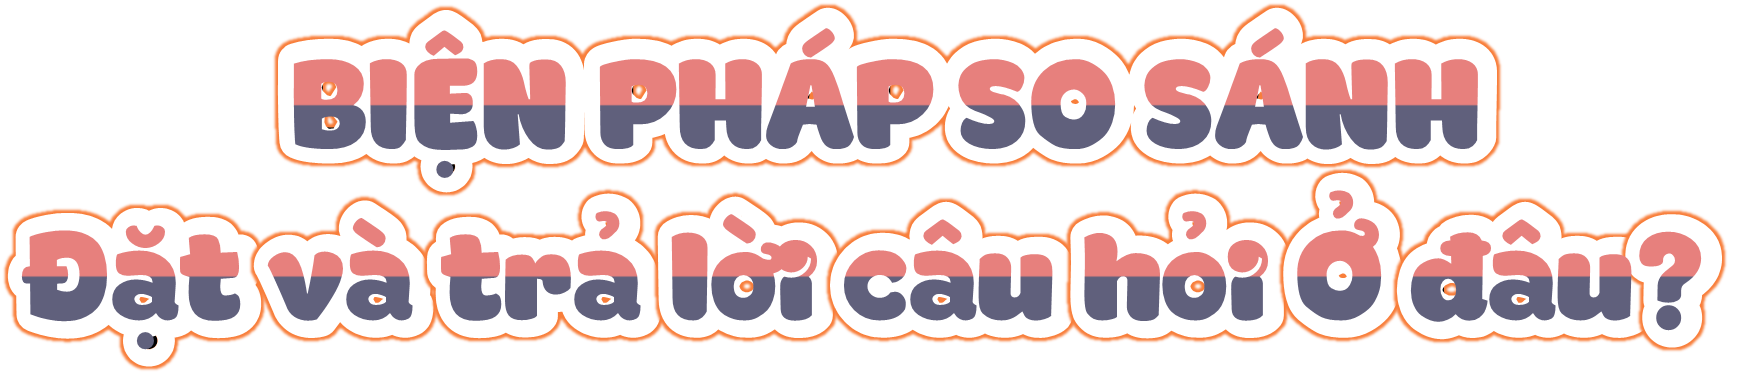 BIỆN PHÁP SO SÁNH
Đặt và trả lời câu hỏi Ở đâu?